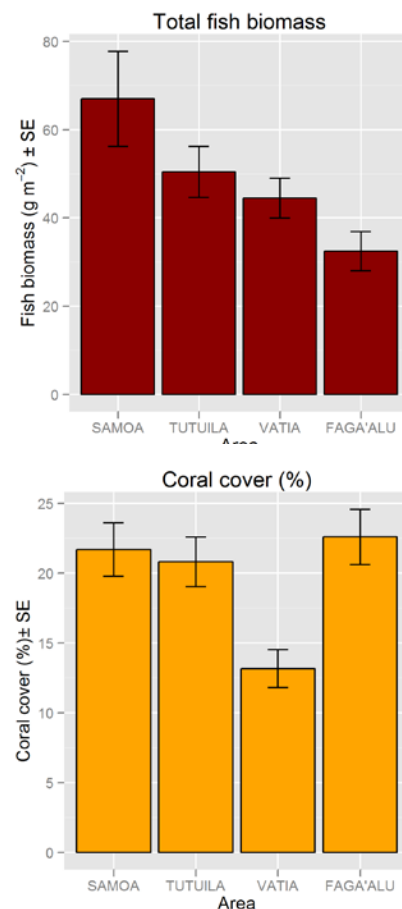 Total fish biomass
80
60
40
20
0
Fish biomass (g m⁻²) ± SE
SAMOA TUTUILA VATIA FAGA'ALU
Area
Coral cover (%)
25
20
15
10
5
0
Coral cover (%)± SE
SAMOA TUTUILA VATIA FAGA'ALU
Area